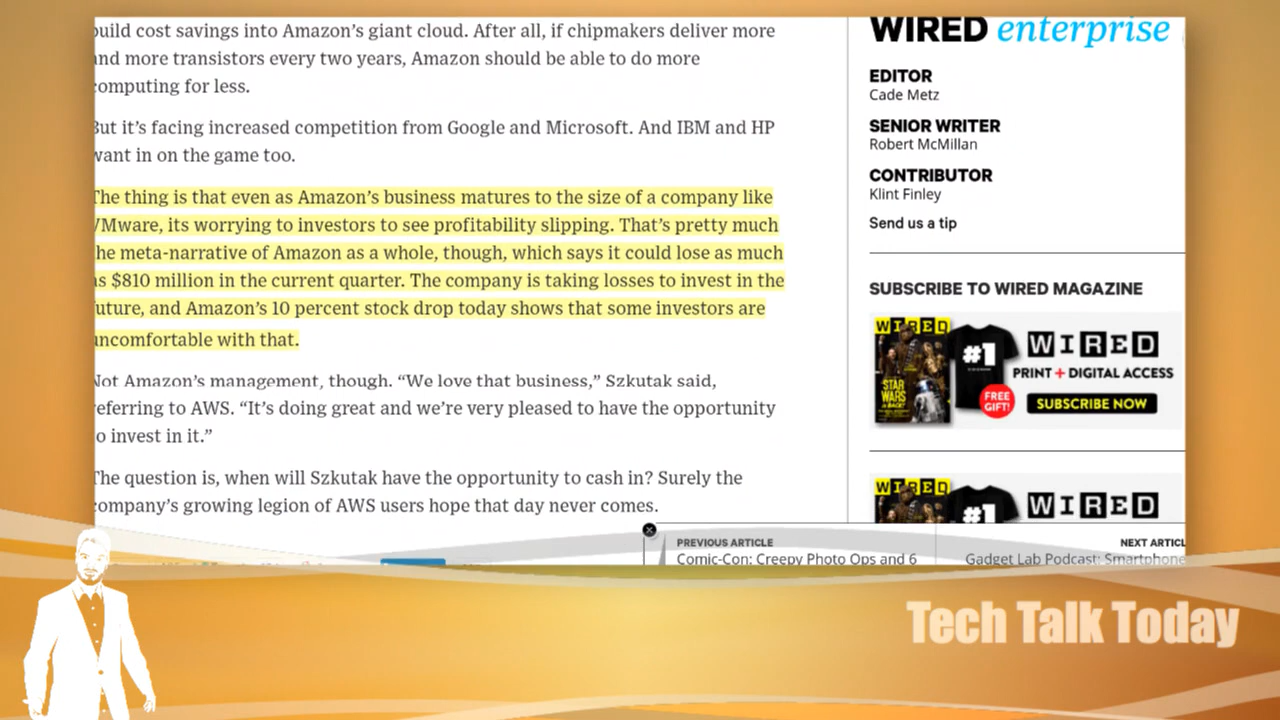 build cost savings into Amazon's giant cloud. After all, if chipmakers deliver more
and more transistors every two years, Amazon should be able to do more
computing for less.
But it's facing increased competition from Google and Microsoft. And IBM and HP
want in on the game too.
The thing is that even as Amazon's business matures to the size of a company like
VMware, its worrying to investors to see profitability slipping. That's pretty much
the meta-narrative of Amazon as a whole, though, which says it could lose as much
as $810 million in the current quarter. The company is taking losses to invest in the
future, and Amazon's 10 percent stock drop today shows that some investors are
uncomfortable with that.
Not Amazon's management, though. “We love that business,” Szkutak said,
referring to AWS. “It's doing great and we're very pleased to have the opportunity
to invest in it.”
The question is, when will Szkutak have the opportunity to cash in? Surely the
company's growing legion of AWS users hope that day never comes.
WIRED enterprise
EDITOR
Cade Metz
SENIOR WRITER
Robert McMillan
CONTRIBUTOR
Klint Finley
Send us a tip
SUBSCRIBE TO WIRED MAGAZINE
WIRED
STAR
WARS
#1
FREE
GIFT!
WIRED
PRINT + DIGITAL ACCESS
SUBSCRIBE NOW
WIRED
#1
WIRED
PREVIOUS ARTICLE
Comic-Con: Creepy Photo Ops and 6
NEXT ARTICL
Gadget Lab Podcast: Smartphone
Tech Talk Today